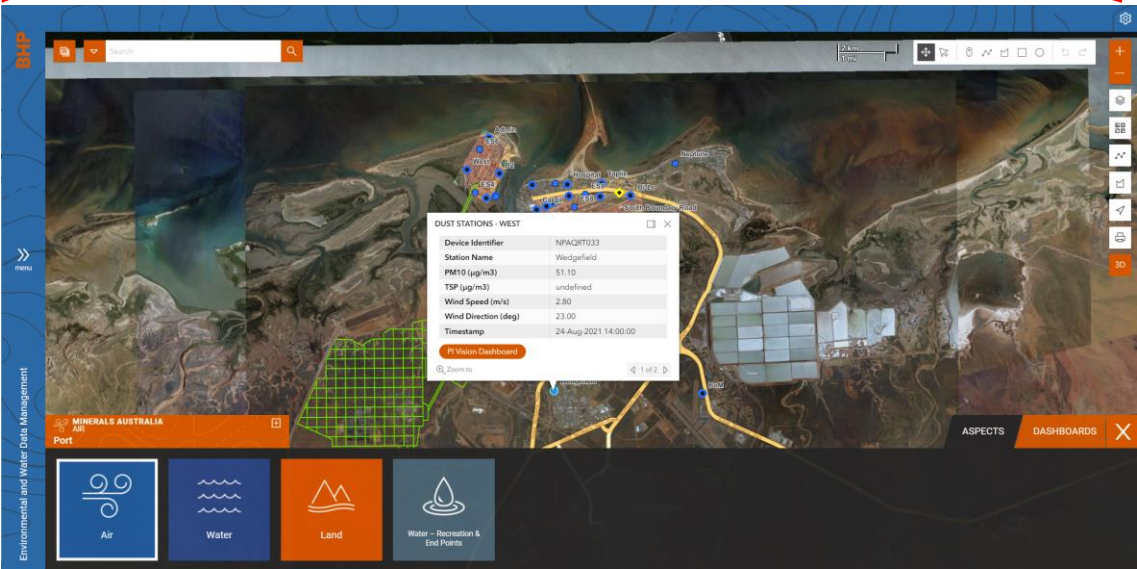 BHP
Search
2 km
1 mi
Admin
ES6
West
ES4
Neptune
Hospital
Taplin
ES7
BiLo
ES8
South Boundary Road
DUST STATIONS - WEST
Device Identifier NPAQRT033
Station Name Wedgefield
PM10 (µg/m3) 51.10
TSP (µg/m3) undefined
Wind Speed (m/s) 2.80
Wind Direction (deg) 23.00
Timestamp 24-Aug-2021 14:00:00
PI Vision Dashboard
Zoom to
1 of 2
BoM
3D
menu
Environmental and Water Data Management
MINERALS AUSTRALIA
AIR
Port
ASPECTS
DASHBOARDS
X
Air
Water
Land
Water – Recreation &
End Points